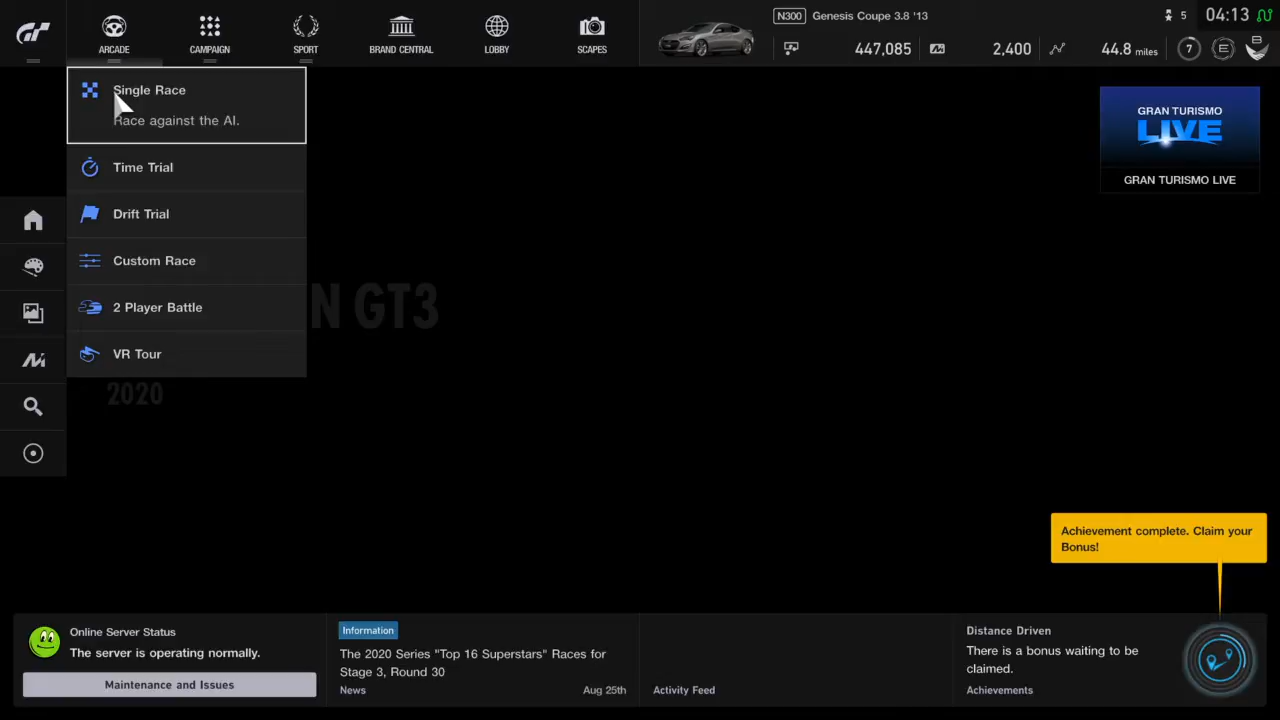 ARCADE
CAMPAIGN
SPORT
BRAND CENTRAL
LOBBY
SCAPES
N300 Genesis Coupe 3.8 '13
447,085
2,400
44.8 miles
5
04:13
7
E
B
Single Race
Race against the AI.
Time Trial
Drift Trial
Custom Race
2 Player Battle
VR Tour
N GT3
2020
GRAN TURISMO
LIVE
GRAN TURISMO LIVE
Achievement complete. Claim your
Bonus!
Online Server Status
The server is operating normally.
Maintenance and Issues
Information
The 2020 Series "Top 16 Superstars" Races for
Stage 3, Round 30
News
Aug 25th
Activity Feed
Distance Driven
There is a bonus waiting to be
claimed.
Achievements